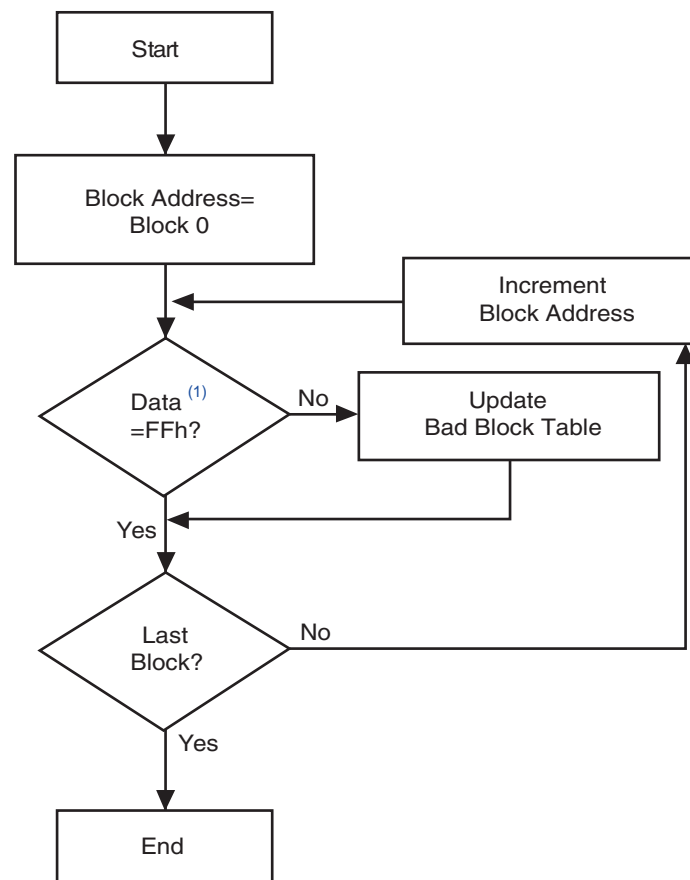 Start
Block Address=
Block 0
Increment
Block Address
Data (1)
=FFh?
No
Update
Bad Block Table
Yes
Last
Block?
No
Yes
End